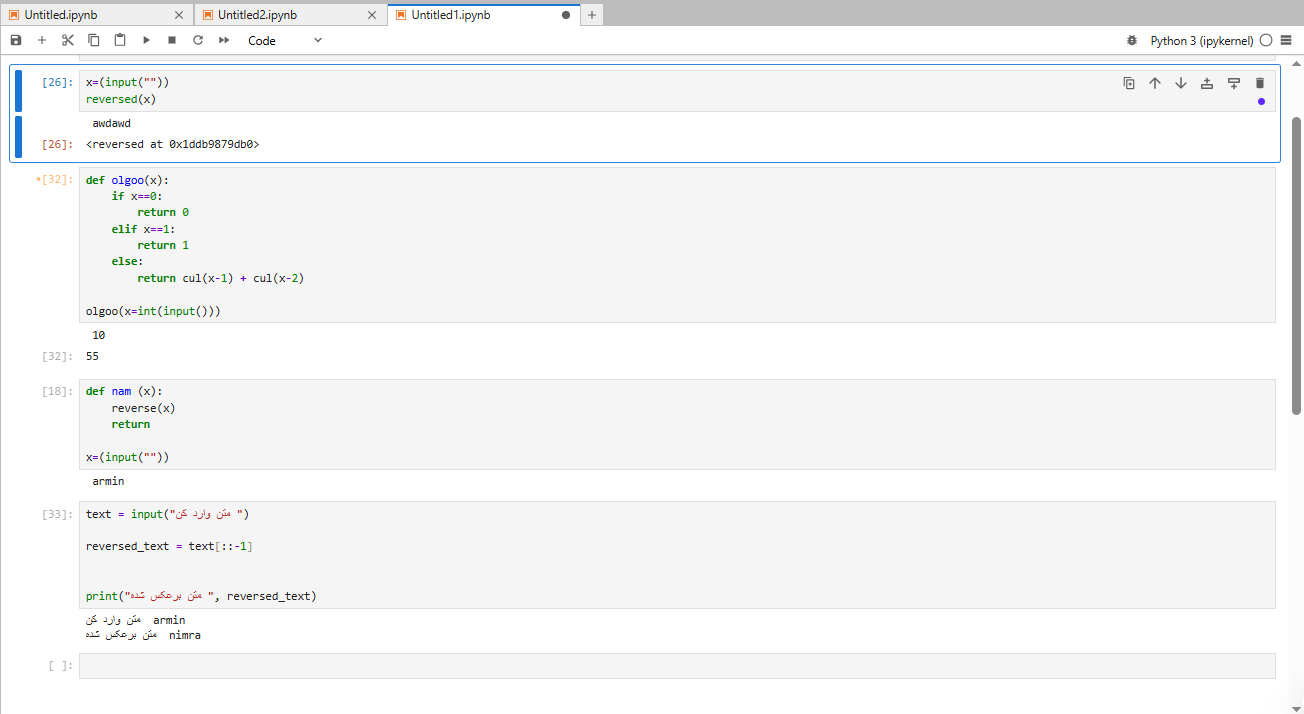 Untitled.ipynb
Untitled2.ipynb
Untitled1.ipynb
Code
Python 3 (ipykernel)
[26]: x=(input(""))
reversed(x)
awdawd
[26]: <reversed at 0x1ddb9879db0>
•[32]: def olgoo(x):
    if x==0:
        return 0
    elif x==1:
        return 1
    else:
        return cul(x-1) + cul(x-2)
olgoo(x=int(input()))
10
[32]: 55
[18]: def nam (x):
    reverse(x)
    return
x=(input(""))
armin
[33]: text = input("متن وارد کن ")
reversed_text = text[::-1]
print("متن برعکس شده ", reversed_text)
متن وارد کن  armin
متن برعکس شده  nimra
[ ]: